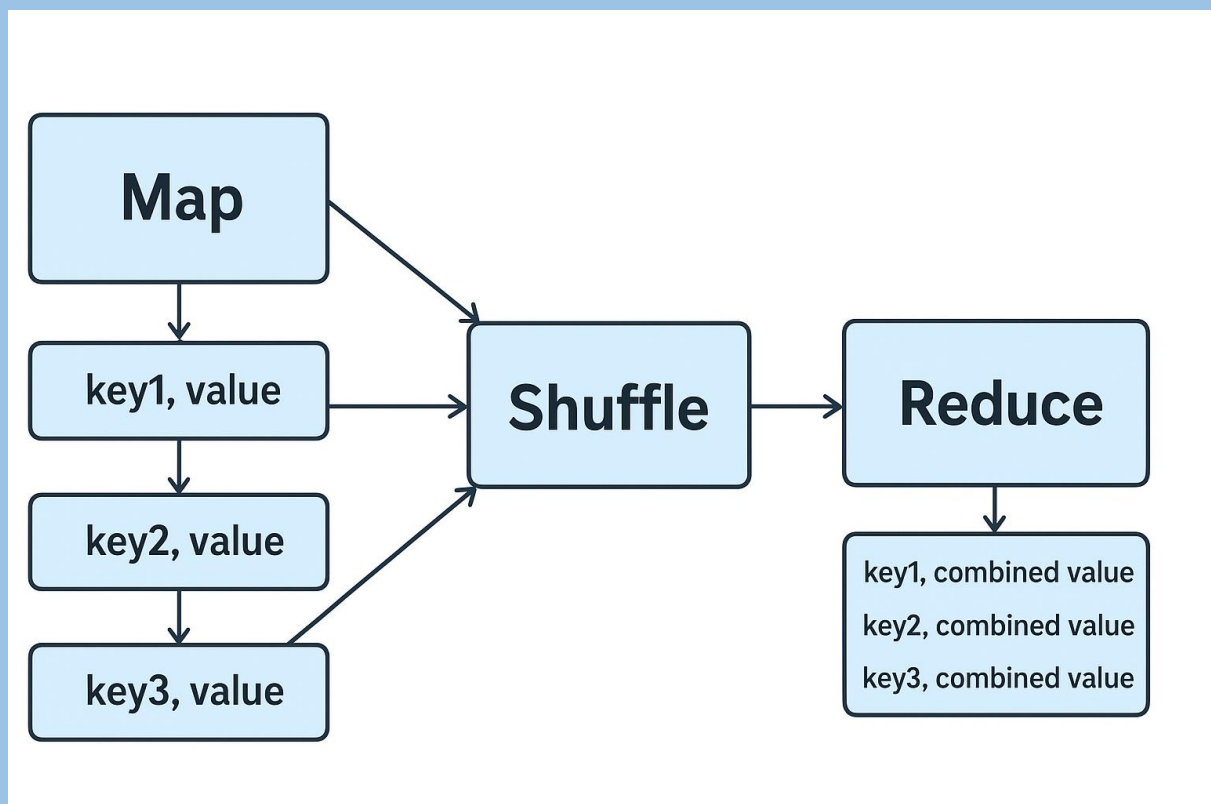 Map
key1, value
key2, value
key3, value
Shuffle
Reduce
key1, combined value
key2, combined value
key3, combined value